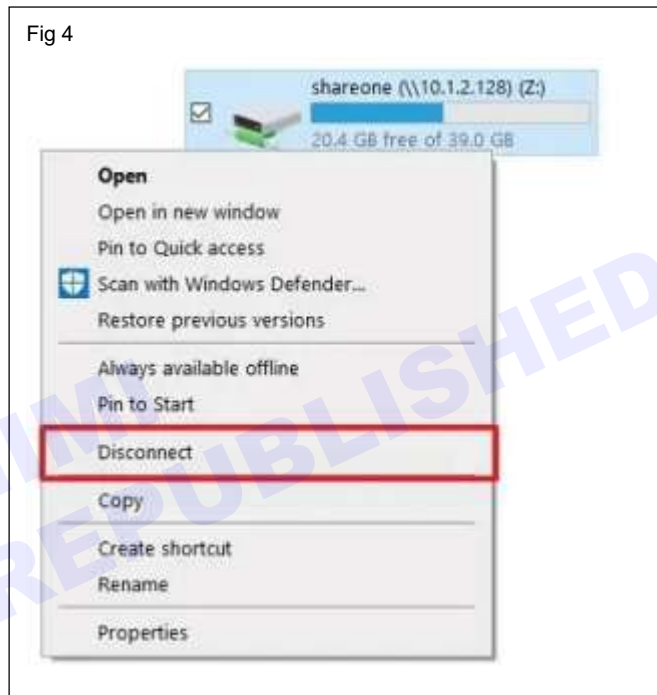 Fig 4
shareone (\\10.1.2.128) (Z:)
20.4 GB free of 39.0 GB
Open
Open in new window
Pin to Quick access
Scan with Windows Defender...
Restore previous versions
Always available offline
Pin to Start
Disconnect
Copy
Create shortcut
Rename
Properties
NIMI
REPUBLISHED